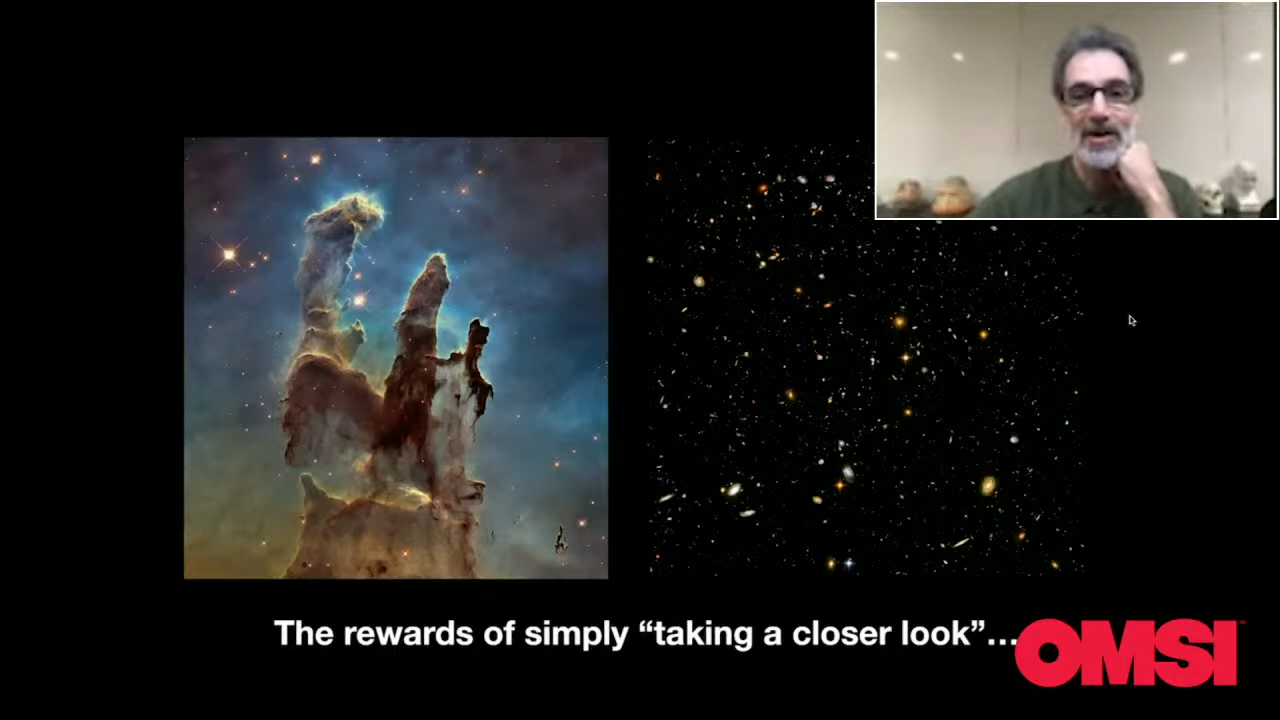 The rewards of simply “taking a closer look”…
OMSI